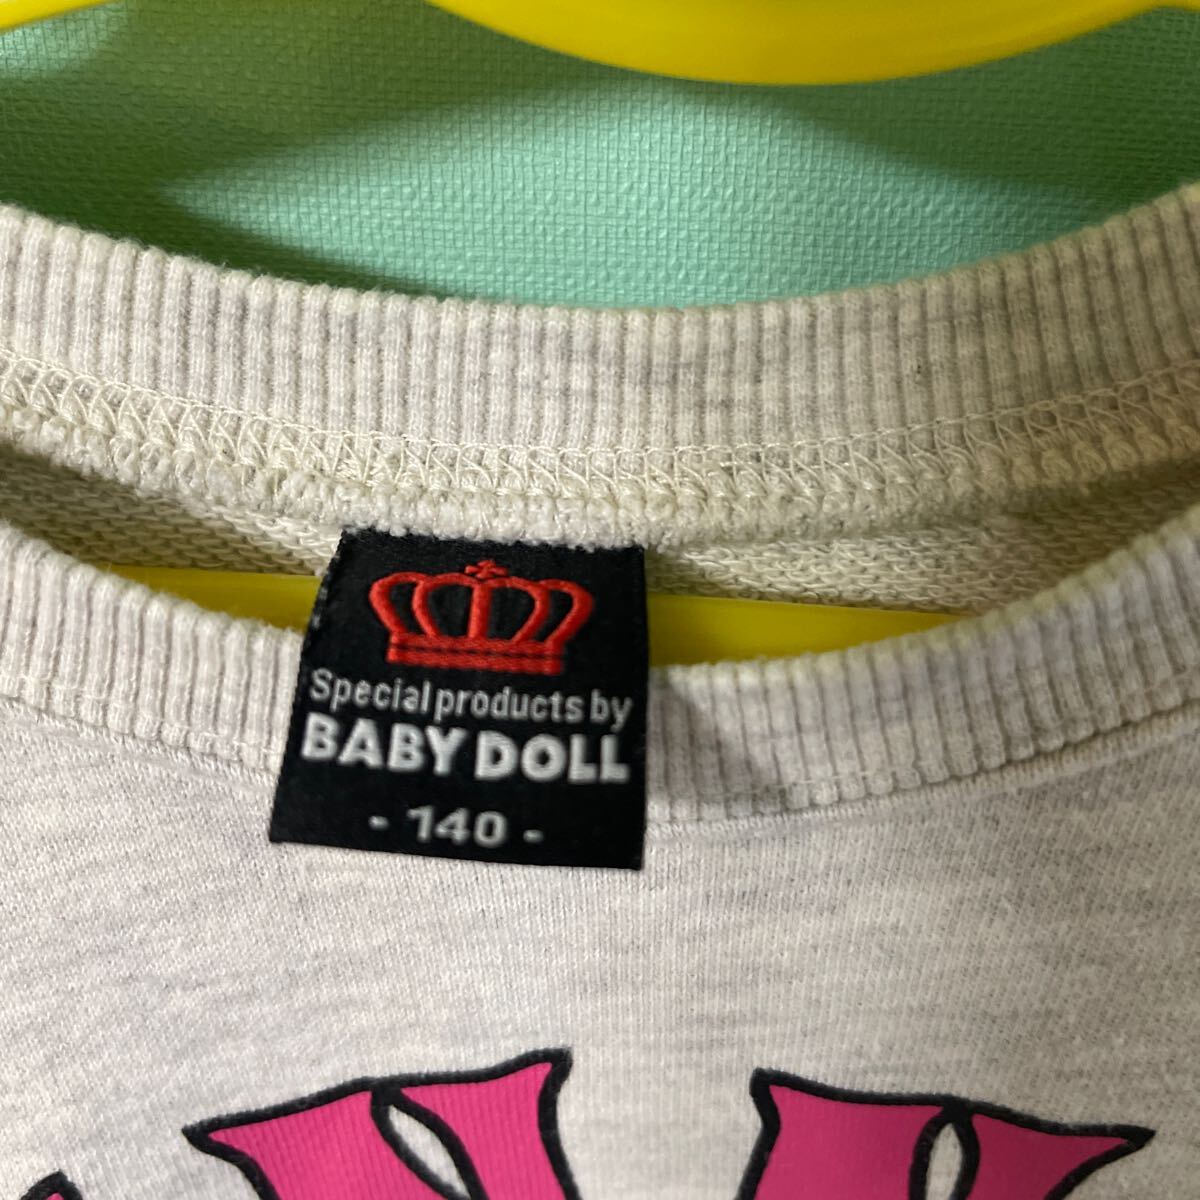 Special products by
BABY DOLL
- 140 -